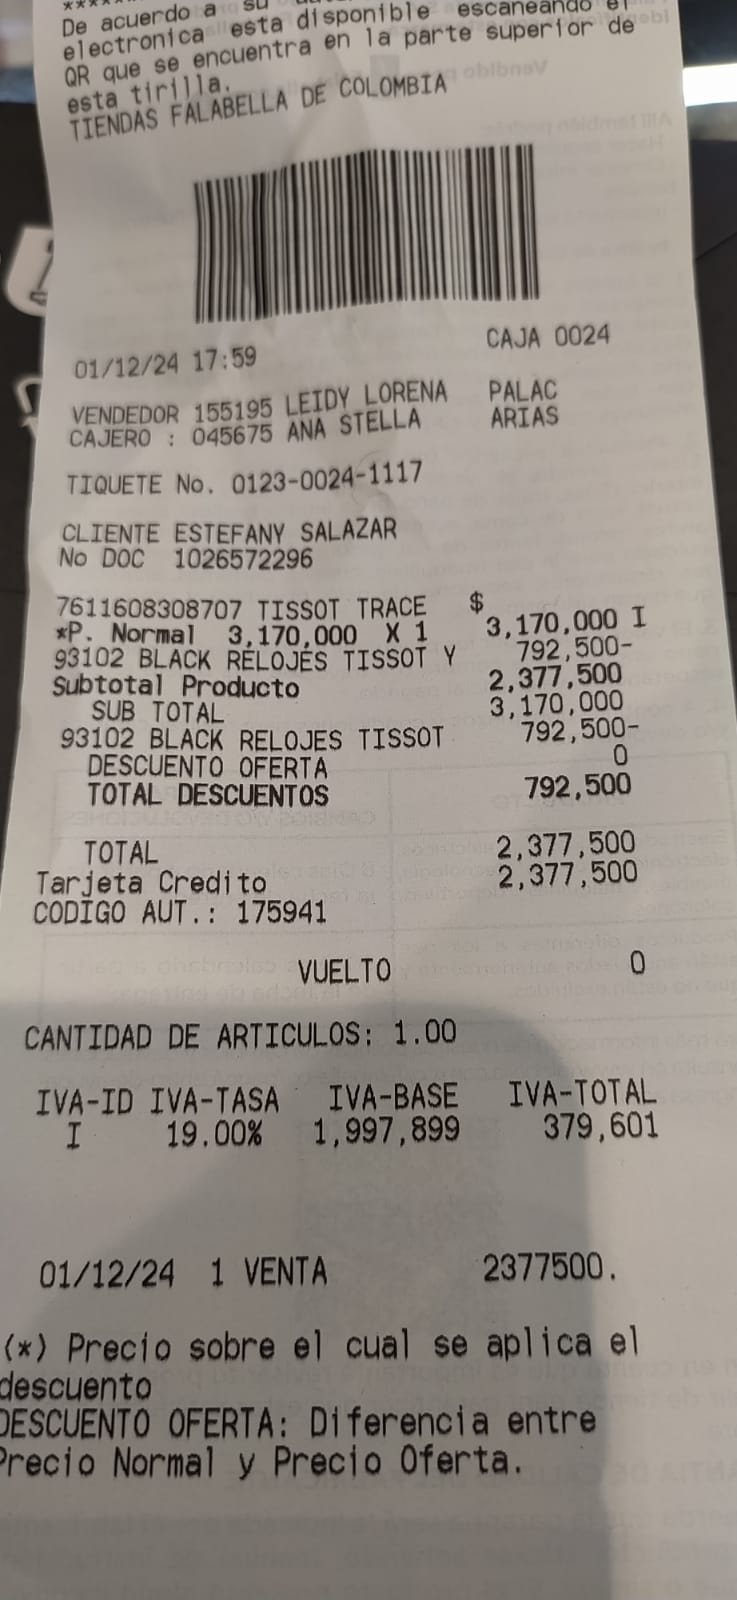 De acuerdo a su
electronica esta disponible escaneando el
QR que se encuentra en la parte superior de
esta tirilla.
TIENDAS FALABELLA DE COLOMBIA
01/12/24 17:59 CAJA 0024
VENDEDOR 155195 LEIDY LORENA PALAC
CAJERO : 045675 ANA STELLA ARIAS
TIQUETE No. 0123-0024-1117
CLIENTE ESTEFANY SALAZAR
No DOC 1026572296
7611608308707 TISSOT TRACE $ 3,170,000 I
*P. Normal 3,170,000 X 1
93102 BLACK RELOJES TISSOT Y 792,500-
Subtotal Producto 2,377,500
SUB TOTAL 3,170,000
93102 BLACK RELOJES TISSOT 792,500-
DESCUENTO OFERTA 0
TOTAL DESCUENTOS 792,500
TOTAL 2,377,500
Tarjeta Credito 2,377,500
CODIGO AUT.: 175941
VUELTO 0
CANTIDAD DE ARTICULOS: 1.00
IVA-ID IVA-TASA IVA-BASE IVA-TOTAL
I 19.00% 1,997,899 379,601
01/12/24 1 VENTA 2377500.
(*) Precio sobre el cual se aplica el
descuento
DESCUENTO OFERTA: Diferencia entre
Precio Normal y Precio Oferta.